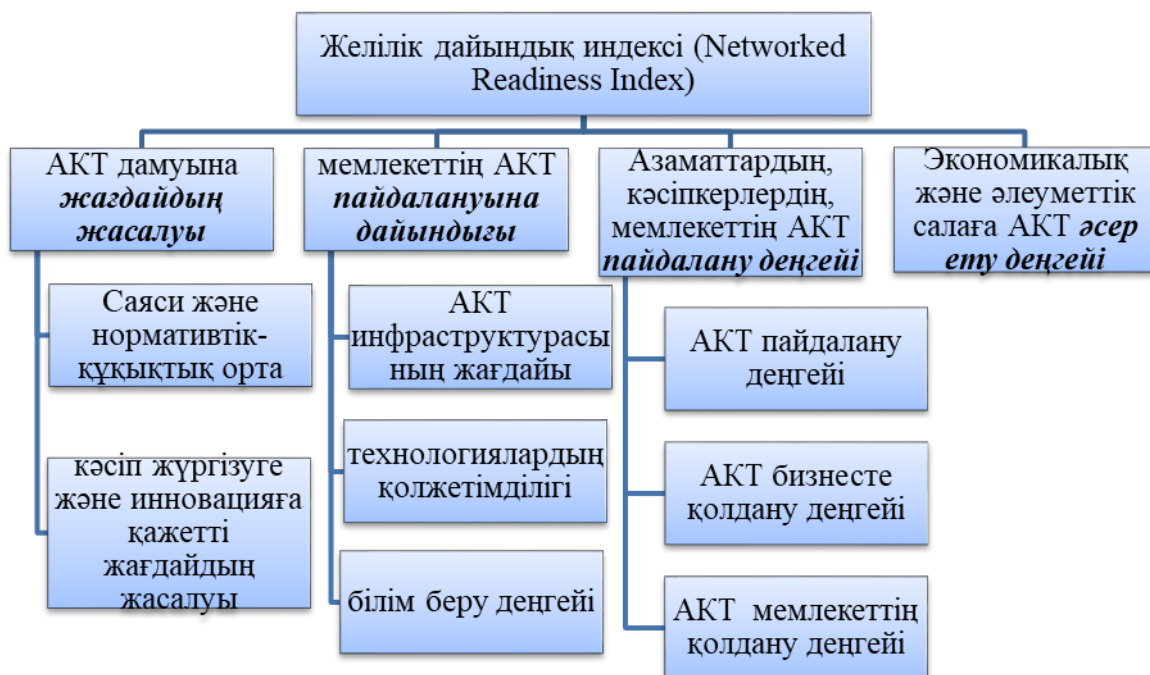 Желілік дайындық индексі (Networked
Readiness Index)
АКТ дамуына
жағдайдың
жасалуы
Саяси және
нормативтік-
құқықтық орта
кәсіп жүргізуге
және инновацияға
қажетті
жағдайдың
жасалуы
мемлекеттің АКТ
пайдалануына
дайындығы
АКТ
инфраструктурасы
ның жағдайы
технологиялардың
қолжетімділігі
білім беру деңгейі
Азаматтардың,
кәсіпкерлердің,
мемлекеттің АКТ
пайдалану деңгейі
АКТ пайдалану
деңгейі
АКТ бизнесте
қолдану деңгейі
АКТ мемлекеттің
қолдану деңгейі
Экономикалық
және әлеуметтік
салаға АКТ әсер
ету деңгейі